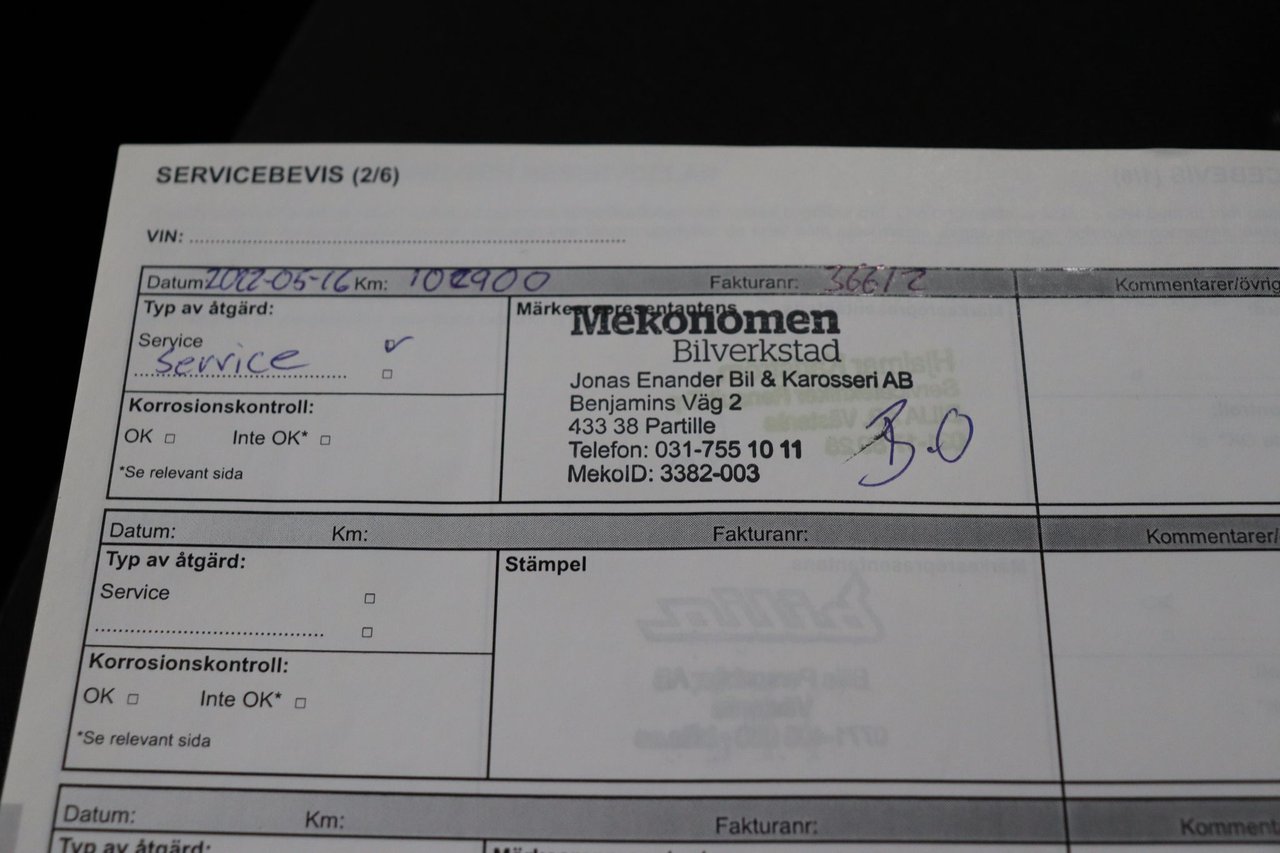 SERVICEBEVIS (2/6)
VIN:
Datum: 2022-05-16 Km: 102900 Fakturanr: 36612 Kommentarer/övrig
Typ av åtgärd:
Service
Service
Korrosionskontroll:
OK Inte OK*
*Se relevant sida
Märkesrepresentantens
Mekonomen
Bilverkstad
Jonas Enander Bil & Karosseri AB
Benjamins Väg 2
433 38 Partille
Telefon: 031-755 10 11
MekoID: 3382-003
Datum: Km: Fakturanr: Kommentarer/
Typ av åtgärd:
Service
Korrosionskontroll:
OK Inte OK*
*Se relevant sida
Stämpel
Datum: Km: Fakturanr: Komment
Typ av åtgärd: